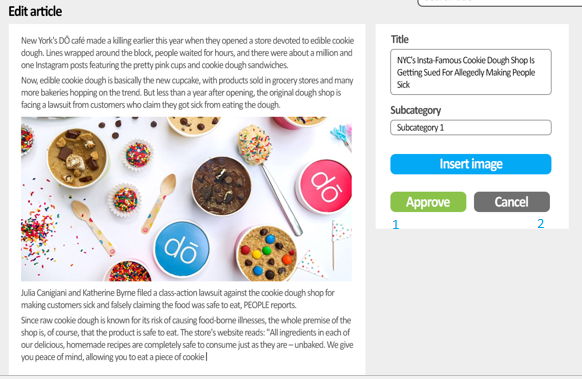 Edit article
New York's DŌ café made a killing earlier this year when they opened a store devoted to edible cookie
dough. Lines wrapped around the block, people waited for hours, and there were about a million and
one Instagram posts featuring the pretty pink cups and cookie dough sandwiches.
Now, edible cookie dough is basically the new cupcake, with products sold in grocery stores and many
more bakeries hopping on the trend. But less than a year after opening, the original dough shop is
facing a lawsuit from customers who claim they got sick from eating the dough.
dō
dō
Julia Canigiani and Katherine Byrne filed a class-action lawsuit against the cookie dough shop for
making customers sick and falsely claiming the food was safe to eat, PEOPLE reports.
Since raw cookie dough is known for its risk of causing food-borne illnesses, the whole premise of the
shop is, of course, that the product is safe to eat. The store's website reads: "All ingredients in each of
our delicious, homemade recipes are completely safe to consume just as they are – unbaked. We give
you peace of mind, allowing you to eat a piece of cookie
Title
NYC's Insta-Famous Cookie Dough Shop Is
Getting Sued For Allegedly Making People
Sick
Subcategory
Subcategory 1
Insert image
Approve
Cancel
1
2